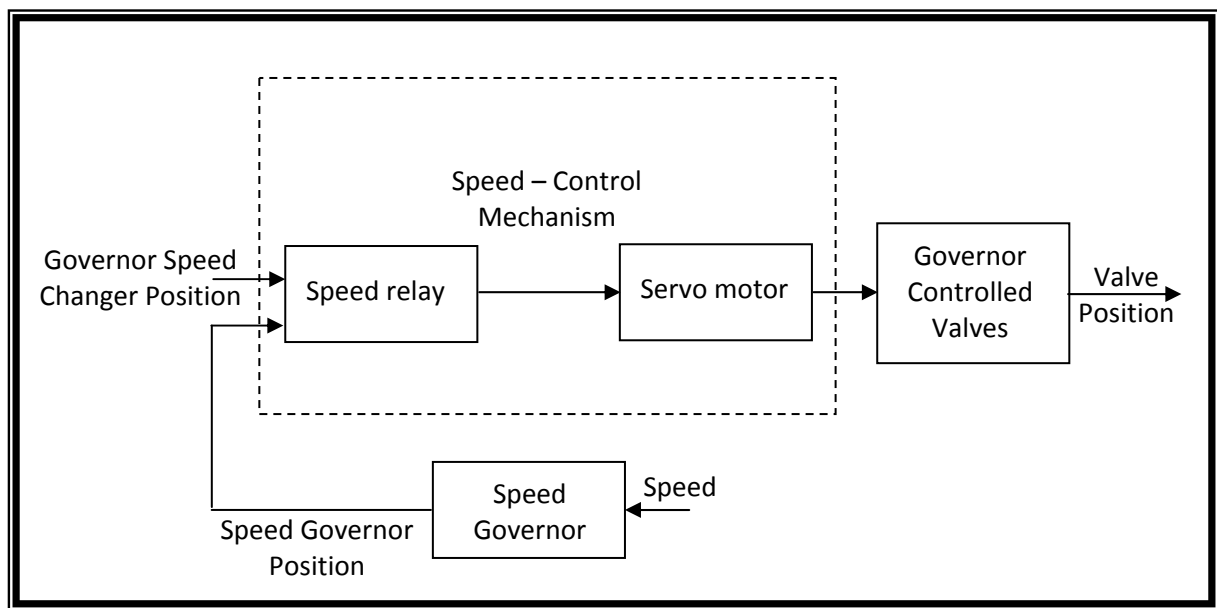 Speed – Control
Mechanism
Governor Speed
Changer Position
Speed relay
Servo motor
Governor
Controlled
Valves
Valve
Position
Speed
Governor
Speed
Speed Governor
Position